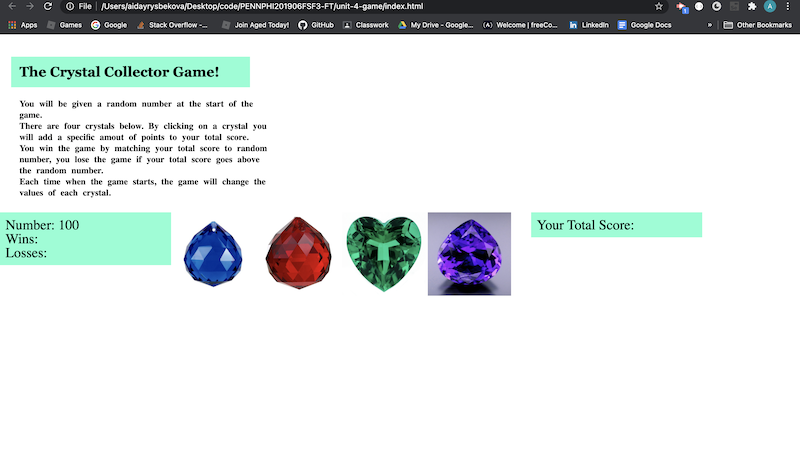 File | /Users/aidayrysbekova/Desktop/code/PENNPHI201906FSF3-FT/unit-4-game/index.html
Apps Games Google Stack Overflow -... Join Aged Today! GitHub Classwork My Drive - Google... Welcome | freeCo... LinkedIn Google Docs » Other Bookmarks
The Crystal Collector Game!
You will be given a random number at the start of the
game.
There are four crystals below. By clicking on a crystal you
will add a specific amout of points to your total score.
You win the game by matching your total score to random
number, you lose the game if your total score goes above
the random number.
Each time when the game starts, the game will change the
values of each crystal.
Number: 100
Wins:
Losses:
Your Total Score: